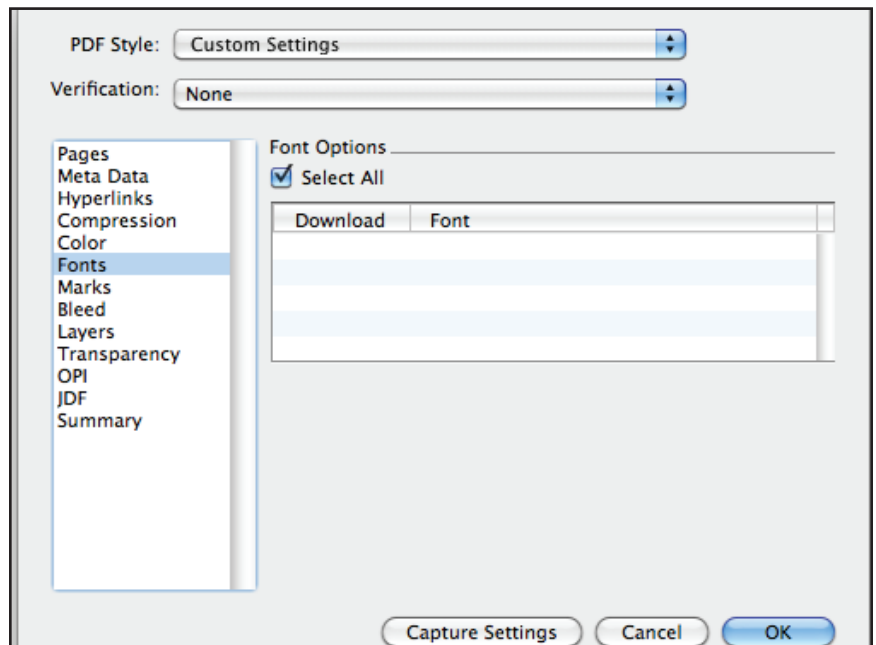 PDF Style: Custom Settings
Verification: None
Pages
Meta Data
Hyperlinks
Compression
Color
Fonts
Marks
Bleed
Layers
Transparency
OPI
JDF
Summary
Font Options
Select All
Download Font
Capture Settings Cancel OK